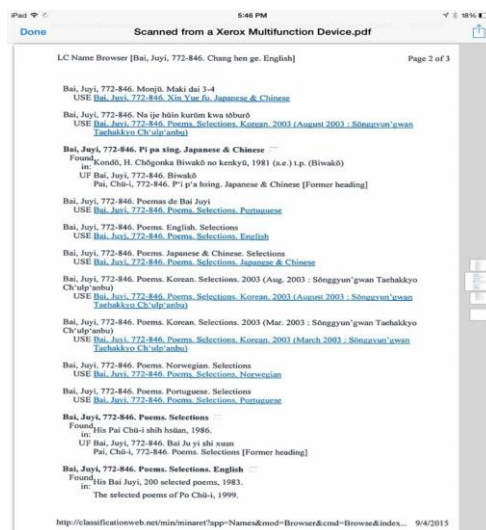 iPad
5:46 PM
18%
Done
Scanned from a Xerox Multifunction Device.pdf
LC Name Browser [Bai, Juyi, 772-846. Chang hen ge. English]
Page 2 of 3
Bai, Juyi, 772-846. Monjū. Maki dai 3-4
USE Bai, Juyi, 772-846. Xin Yue fu. Japanese & Chinese
Bai, Juyi, 772-846. Na ije hŭin kurŭm kwa tŏburŏ
USE Bai, Juyi, 772-846. Poems. Selections. Korean. 2003 (August 2003 : Sŏnggyun'gwan
Taehakkyo Ch'ulp'anbu)
Bai, Juyi, 772-846. Pi pa xing. Japanese & Chinese
Found
in:
Kondō, H. Chōgonka Biwakō no kenkyū, 1981 (a.e.) t.p. (Biwakō)
UF Bai, Juyi, 772-846. Biwakō
Pai, Chü-i, 772-846. P'i p'a hsing. Japanese & Chinese [Former heading]
Bai, Juyi, 772-846. Poemas de Bai Juyi
USE Bai, Juyi, 772-846. Poems. Selections. Portuguese
Bai, Juyi, 772-846. Poems. English. Selections
USE Bai, Juyi, 772-846. Poems. Selections. English
Bai, Juyi, 772-846. Poems. Japanese & Chinese. Selections
USE Bai, Juyi, 772-846. Poems. Selections. Japanese & Chinese
Bai, Juyi, 772-846. Poems. Korean. Selections. 2003 (Aug. 2003 : Sŏnggyun'gwan Taehakkyo
Ch'ulp'anbu)
USE Bai, Juyi, 772-846. Poems. Selections. Korean. 2003 (August 2003 : Sŏnggyun'gwan
Taehakkyo Ch'ulp'anbu)
Bai, Juyi, 772-846. Poems. Korean. Selections. 2003 (Mar. 2003 : Sŏnggyun'gwan Taehakkyo
Ch'ulp'anbu)
USE Bai, Juyi, 772-846. Poems. Selections. Korean. 2003 (March 2003 : Sŏnggyun'gwan
Taehakkyo Ch'ulp'anbu)
Bai, Juyi, 772-846. Poems. Norwegian. Selections
USE Bai, Juyi, 772-846. Poems. Selections. Norwegian
Bai, Juyi, 772-846. Poems. Portuguese. Selections
USE Bai, Juyi, 772-846. Poems. Selections. Portuguese
Bai, Juyi, 772-846. Poems. Selections
Found
in:
His Pai Chü-i shih hsüan, 1986.
UF Bai, Juyi, 772-846. Bai Ju yi shi xuan
Pai, Chü-i, 772-846. Poems. Selections [Former heading]
Bai, Juyi, 772-846. Poems. Selections. English
Found
in:
His Bai Juyi, 200 selected poems, 1983.
The selected poems of Po Chü-i, 1999.
http://classificationweb.net/min/minaret?app=Names&mod=Browser&cmd=Browse&index...
9/4/2015